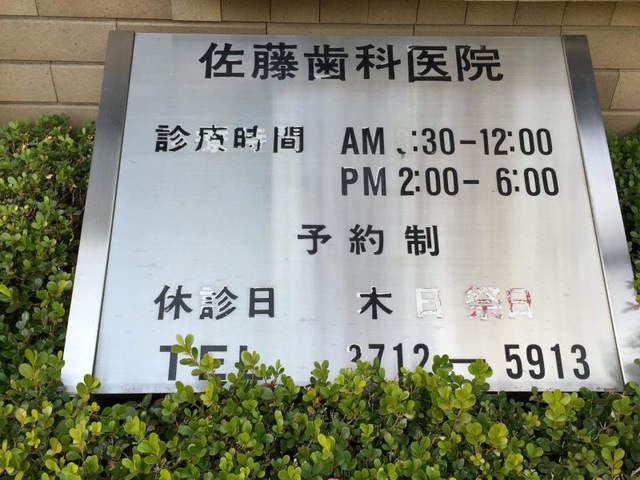 佐藤歯科医院
診療時間 AM :30-12:00
PM 2:00- 6:00
予約制
休診日 木 日 祭日
TEL 3712-5913